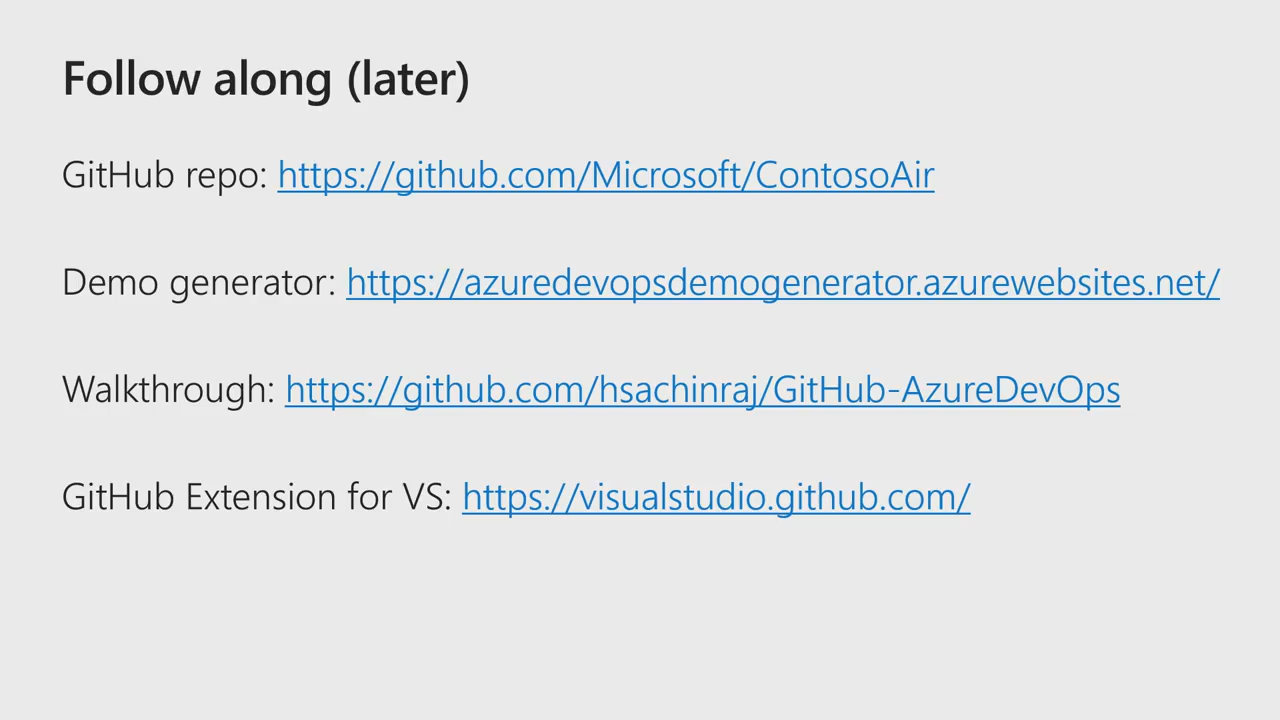 Follow along (later)
GitHub repo: https://github.com/Microsoft/ContosoAir
Demo generator: https://azuredevopsdemogenerator.azurewebsites.net/
Walkthrough: https://github.com/hsachinraj/GitHub-AzureDevOps
GitHub Extension for VS: https://visualstudio.github.com/